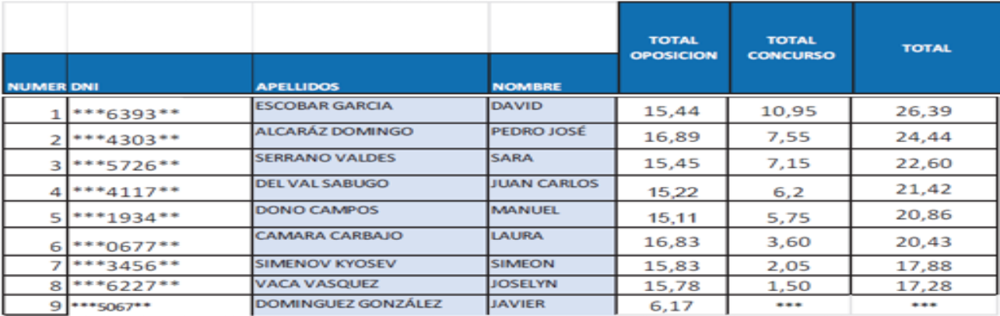 TOTAL OPOSICION TOTAL CONCURSO TOTAL
NUMER DNI APELLIDOS NOMBRE
1 ***6393** ESCOBAR GARCIA DAVID 15,44 10,95 26,39
2 ***4303** ALCARÁZ DOMINGO PEDRO JOSÉ 16,89 7,55 24,44
3 ***5726** SERRANO VALDES SARA 15,45 7,15 22,60
4 ***4117** DEL VAL SABUGO JUAN CARLOS 15,22 6,2 21,42
5 ***1934** DONO CAMPOS MANUEL 15,11 5,75 20,86
6 ***0677** CAMARA CARBAJO LAURA 16,83 3,60 20,43
7 ***3456** SIMENOV KYOSEV SIMEON 15,83 2,05 17,88
8 ***6227** VACA VASQUEZ JOSELYN 15,78 1,50 17,28
9 ***5067** DOMINGUEZ GONZÁLEZ JAVIER 6,17 *** ***